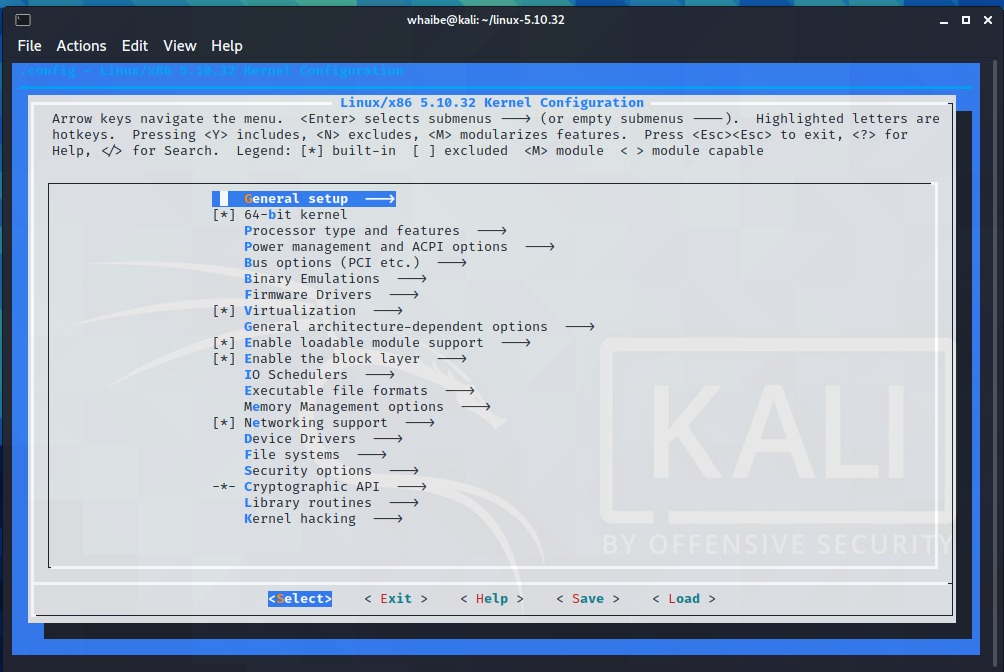 whaibe@kali: ~/linux-5.10.32
File Actions Edit View Help
.config - Linux/x86 5.10.32 Kernel Configuration
Linux/x86 5.10.32 Kernel Configuration
Arrow keys navigate the menu.  <Enter> selects submenus ---> (or empty submenus ----).  Highlighted letters are
hotkeys.  Pressing <Y> includes, <N> excludes, <M> modularizes features.  Press <Esc><Esc> to exit, <?> for
Help, </> for Search.  Legend: [*] built-in  [ ] excluded  <M> module  < > module capable
General setup  --->
[*] 64-bit kernel
Processor type and features  --->
Power management and ACPI options  --->
Bus options (PCI etc.)  --->
Binary Emulations  --->
Firmware Drivers  --->
[*] Virtualization  --->
General architecture-dependent options  --->
[*] Enable loadable module support  --->
[*] Enable the block layer  --->
IO Schedulers  --->
Executable file formats  --->
Memory Management options  --->
[*] Networking support  --->
Device Drivers  --->
File systems  --->
Security options  --->
-*- Cryptographic API  --->
Library routines  --->
Kernel hacking  --->
KALI
BY OFFENSIVE SECURITY
<Select>    < Exit >    < Help >    < Save >    < Load >